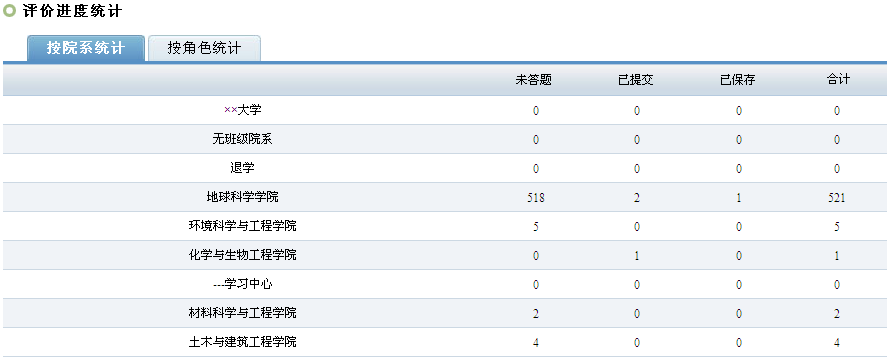 评价进度统计
按院系统计 按角色统计
未答题 已提交 已保存 合计
××大学 0 0 0 0
无班级院系 0 0 0 0
退学 0 0 0 0
地球科学学院 518 2 1 521
环境科学与工程学院 5 0 0 5
化学与生物工程学院 0 1 0 1
---学习中心 0 0 0 0
材料科学与工程学院 2 0 0 2
土木与建筑工程学院 4 0 0 4